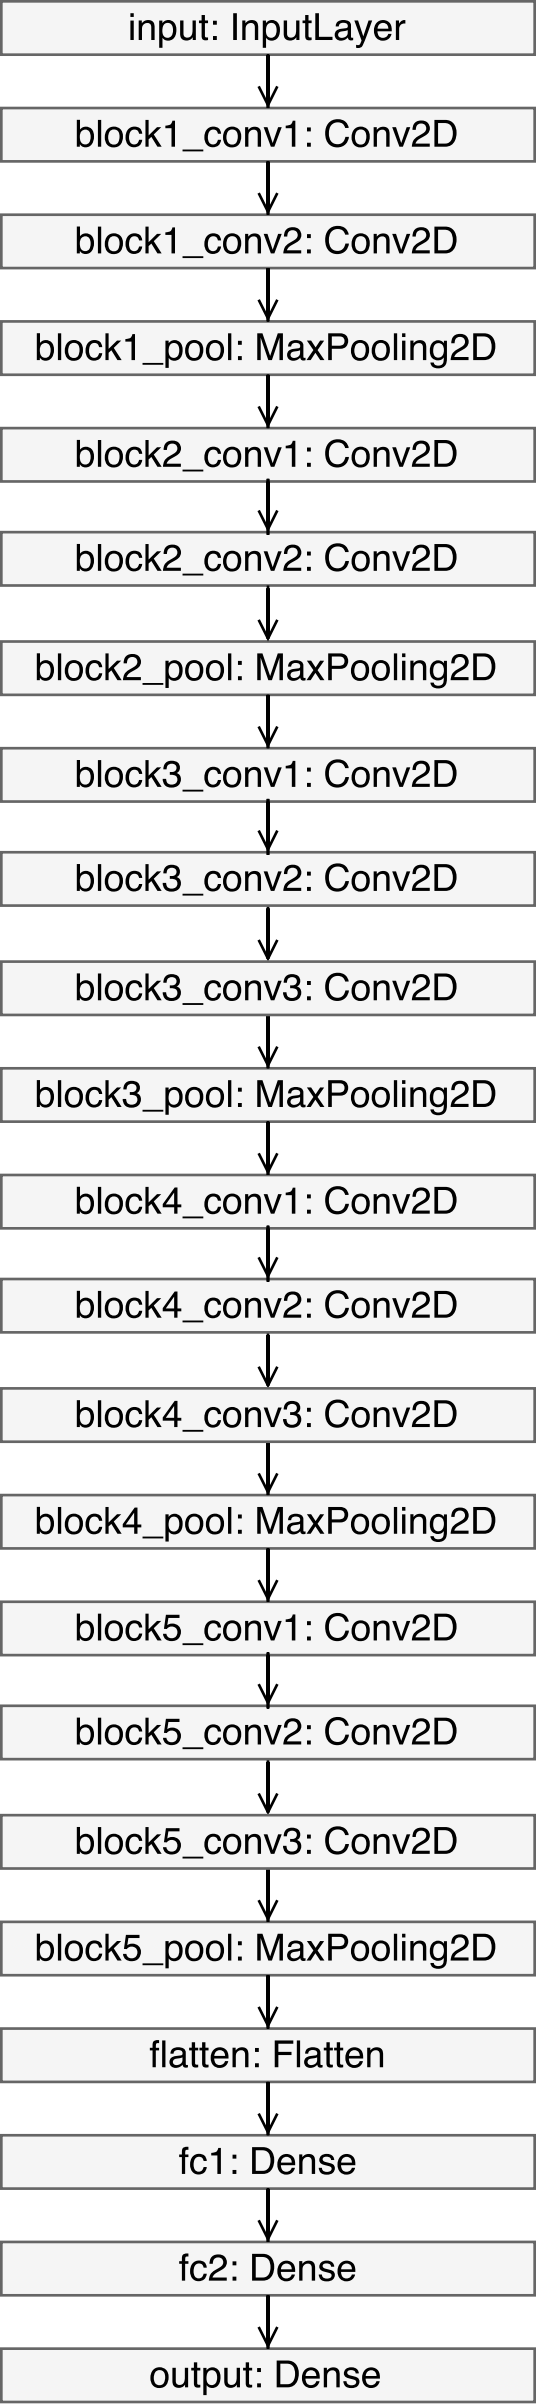 input: InputLayer
block1_conv1: Conv2D
block1_conv2: Conv2D
block1_pool: MaxPooling2D
block2_conv1: Conv2D
block2_conv2: Conv2D
block2_pool: MaxPooling2D
block3_conv1: Conv2D
block3_conv2: Conv2D
block3_conv3: Conv2D
block3_pool: MaxPooling2D
block4_conv1: Conv2D
block4_conv2: Conv2D
block4_conv3: Conv2D
block4_pool: MaxPooling2D
block5_conv1: Conv2D
block5_conv2: Conv2D
block5_conv3: Conv2D
block5_pool: MaxPooling2D
flatten: Flatten
fc1: Dense
fc2: Dense
output: Dense